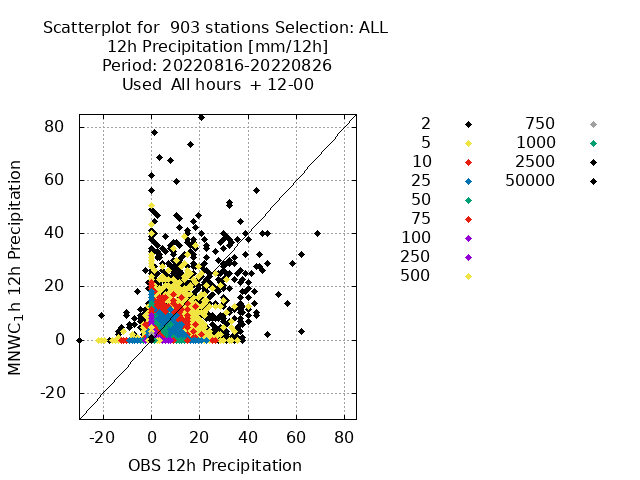 Scatterplot for  903 stations Selection: ALL
12h Precipitation [mm/12h]
Period: 20220816-20220826
Used  All hours  + 12-00
2
5
10
25
50
75
100
250
500
750
1000
2500
50000
MNWC₁h 12h Precipitation
80
60
40
20
0
-20
-20 0 20 40 60 80
OBS 12h Precipitation